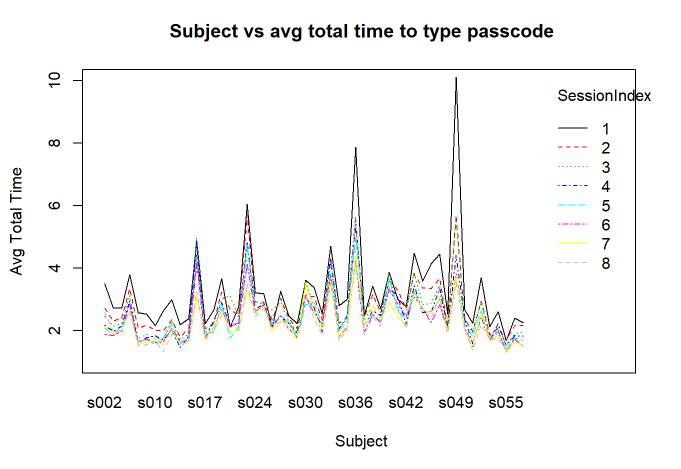 Subject vs avg total time to type passcode
Avg Total Time
10
8
6
4
2
SessionIndex
1
2
3
4
5
6
7
8
s002 s010 s017 s024 s030 s036 s042 s049 s055
Subject